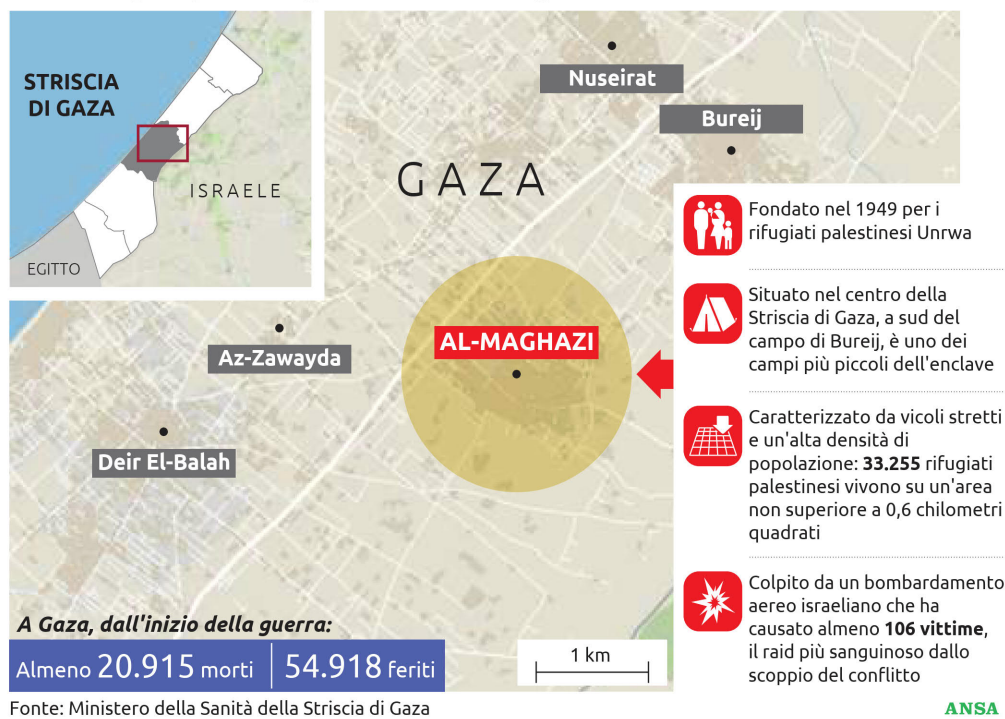 STRISCIA
DI GAZA
ISRAELE
EGITTO
Nuseirat
Bureij
GAZA
AL-MAGHAZI
Az-Zawayda
Deir El-Balah
Fondato nel 1949 per i
rifugiati palestinesi Unrwa
Situato nel centro della
Striscia di Gaza, a sud del
campo di Bureij, è uno dei
campi più piccoli dell'enclave
Caratterizzato da vicoli stretti
e un'alta densità di
popolazione: 33.255 rifugiati
palestinesi vivono su un'area
non superiore a 0,6 chilometri
quadrati
Colpito da un bombardamento
aereo israeliano che ha
causato almeno 106 vittime,
il raid più sanguinoso dallo
scoppio del conflitto
A Gaza, dall'inizio della guerra:
Almeno 20.915 morti
54.918 feriti
1 km
Fonte: Ministero della Sanità della Striscia di Gaza
ANSA